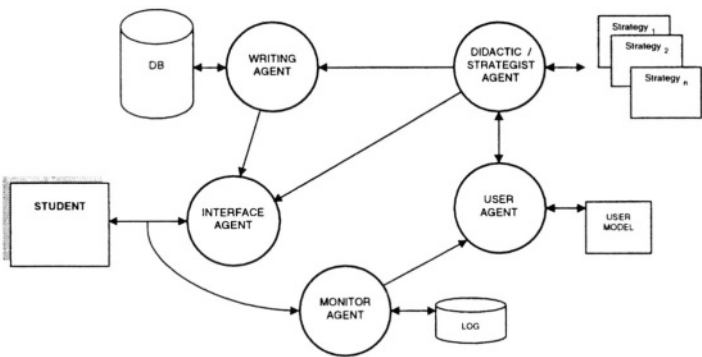 DB
WRITING
AGENT
DIDACTIC /
STRATEGIST
AGENT
Strategy 1
Strategy 2
Strategy n
STUDENT
INTERFACE
AGENT
USER
AGENT
USER
MODEL
MONITOR
AGENT
LOG